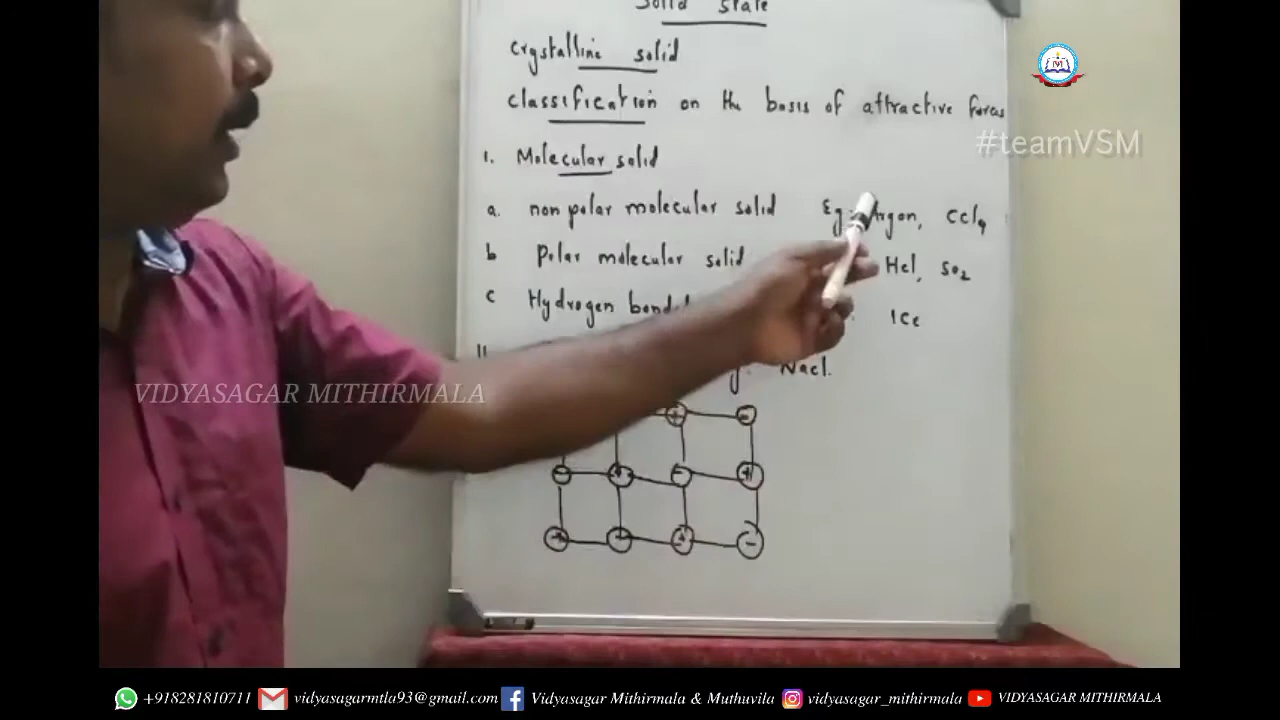 Solid State
Crystalline solid
classification on the basis of attractive forces
#teamVSM
1. Molecular solid
a. non polar molecular solid Eg: Argon, CCl4
b Polar molecular solid Hcl, SO2
c Hydrogen bonded Ice
II
Nacl.
VIDYASAGAR MITHIRMALA
+918281810711 vidyasagarmtla93@gmail.com Vidyasagar Mithirmala & Muthuvila vidyasagar_mithirmala VIDYASAGAR MITHIRMALA